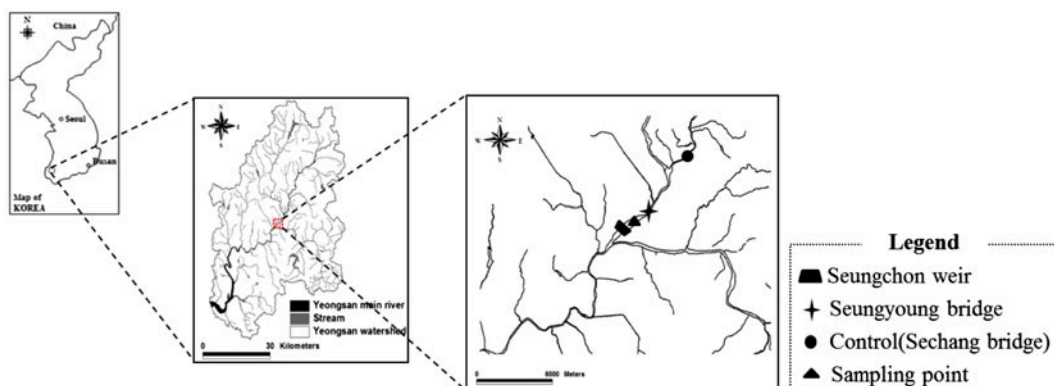 N
China
Seoul
Busan
Map of
KOREA
N
W E
S
Yeongsan main river
Stream
Yeongsan watershed
0 30 Kilometers
N
W E
S
0 6000 Meters
Legend
Seungchon weir
Seungyoung bridge
Control(Sechang bridge)
Sampling point